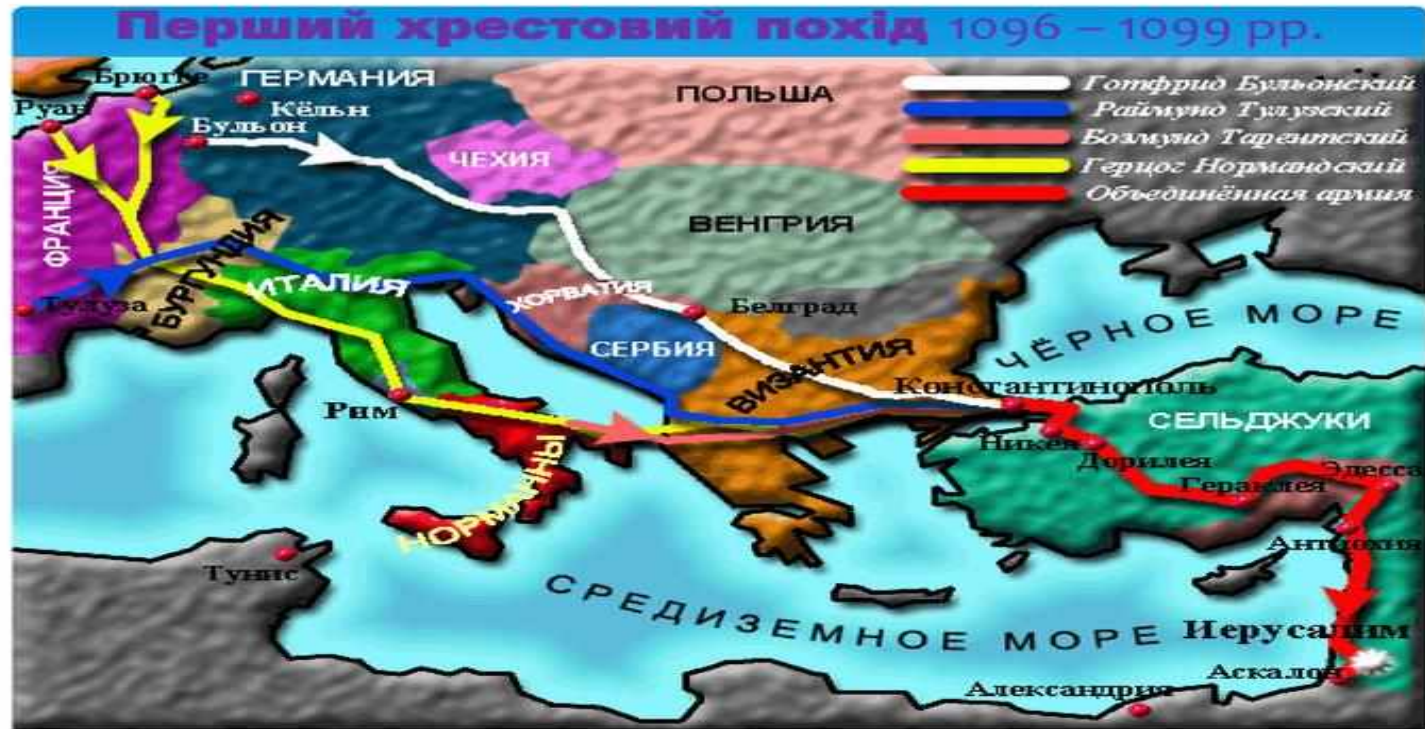 Перший хрестовий похід 1096 – 1099 рр.
Готфрид Бульонский
Раймунд Тулузский
Боэмунд Тарентский
Герцог Нормандский
Объединённая армия
Брюгге
ГЕРМАНИЯ
Руан
Кёльн
Бульон
ПОЛЬША
ЧЕХИЯ
ФРАНЦИЯ
ВЕНГРИЯ
БУРГУНДИЯ
ИТАЛИЯ
Тулуза
ХОРВАТИЯ
Белград
СЕРБИЯ
ВИЗАНТИЯ
ЧЁРНОЕ МОРЕ
Константинополь
Рим
СЕЛЬДЖУКИ
Никея
Дорилея
Эдесса
Гераклея
НОРМАННЫ
Антиохия
Тунис
СРЕДИЗЕМНОЕ МОРЕ
Иерусалим
Аскалон
Александрия